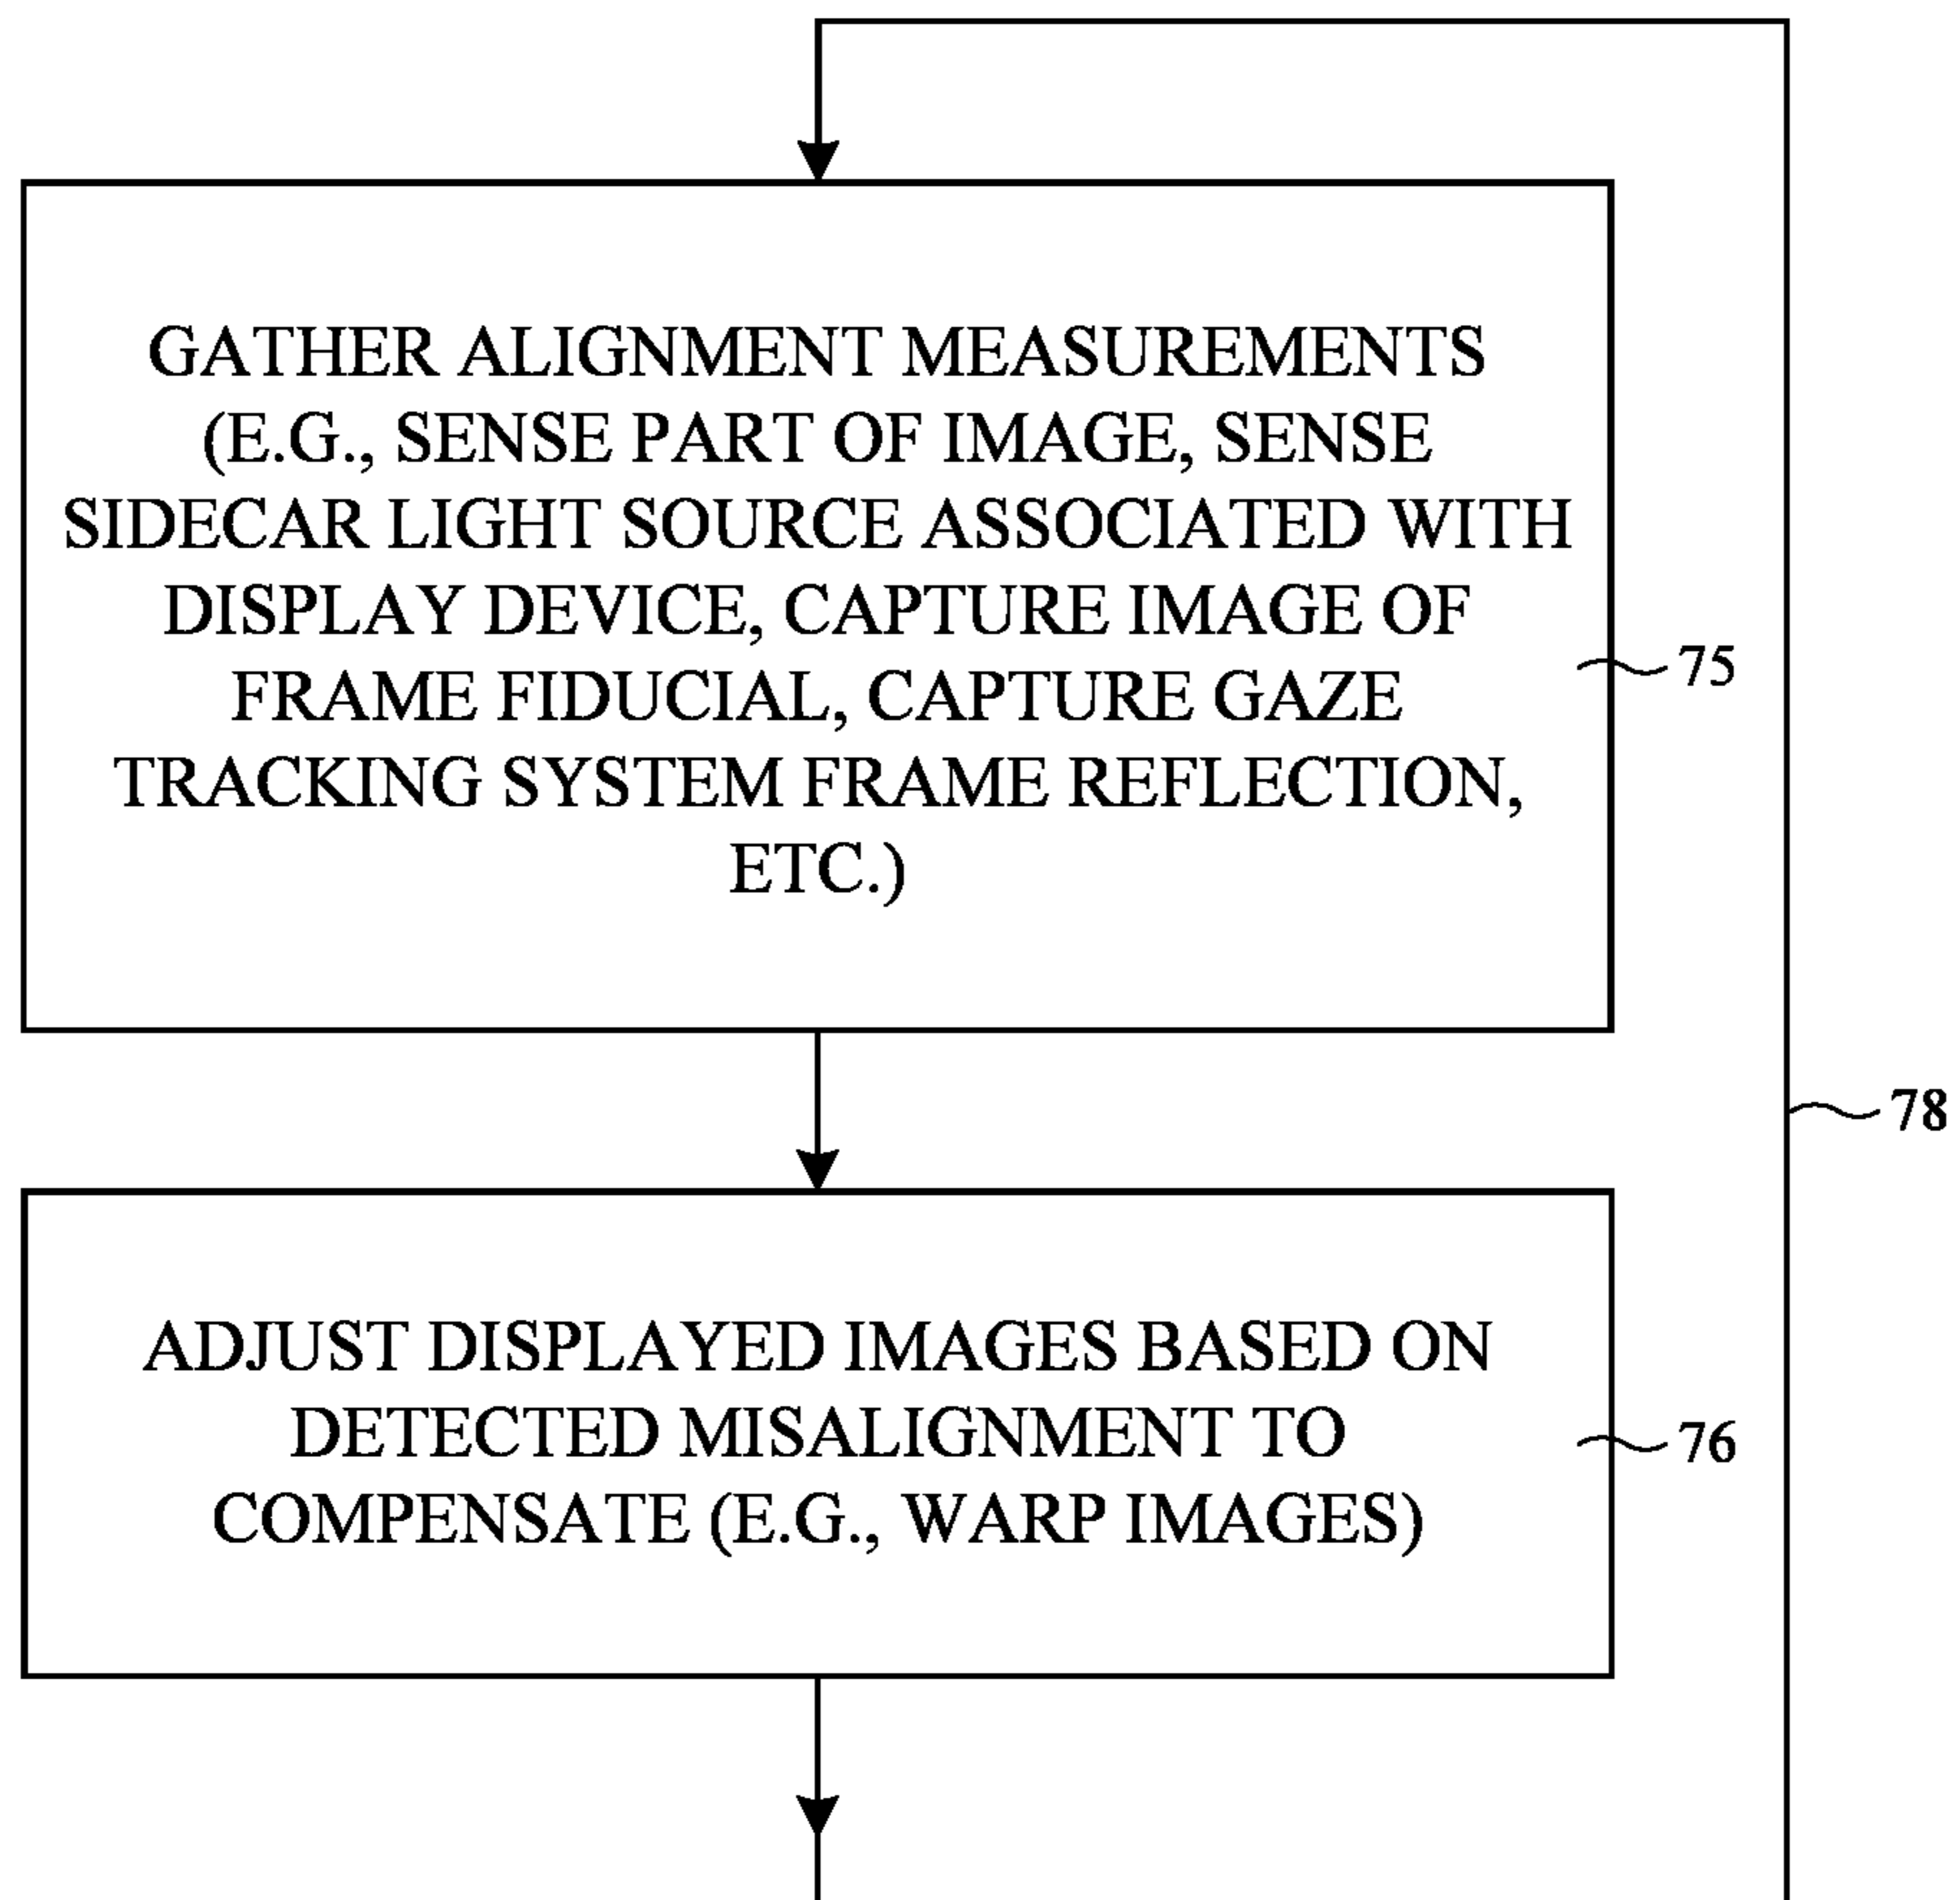 GATHER ALIGNMENT MEASUREMENTS
(E.G., SENSE PART OF IMAGE, SENSE
SIDECAR LIGHT SOURCE ASSOCIATED WITH
DISPLAY DEVICE, CAPTURE IMAGE OF
FRAME FIDUCIAL, CAPTURE GAZE
TRACKING SYSTEM FRAME REFLECTION,
ETC.)
75
78
ADJUST DISPLAYED IMAGES BASED ON
DETECTED MISALIGNMENT TO
COMPENSATE (E.G., WARP IMAGES)
76